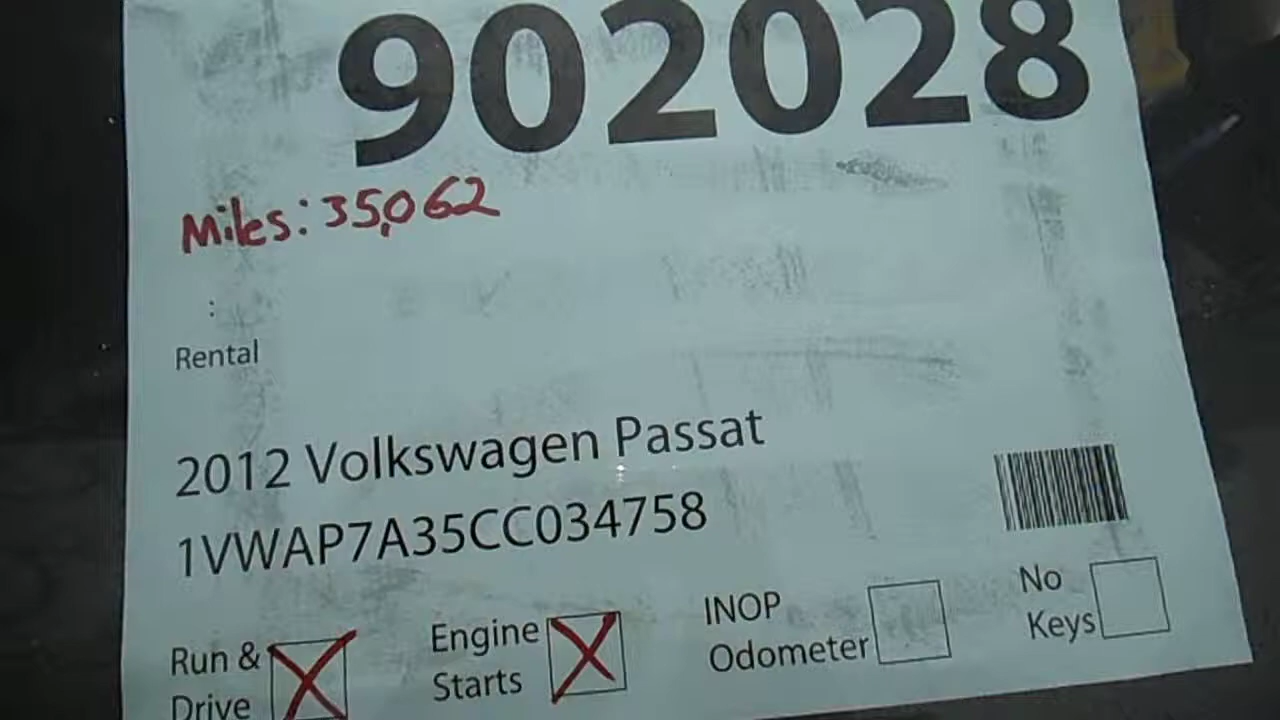 902028
Miles: 35,062
:
Rental
2012 Volkswagen Passat
1VWAP7A35CC034758
Run & Drive
Engine Starts
INOP Odometer
No Keys